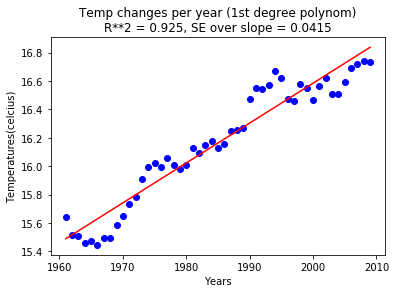 Temp changes per year (1st degree polynom)
R**2 = 0.925, SE over slope = 0.0415
Temperatures(celcius)
16.8
16.6
16.4
16.2
16.0
15.8
15.6
15.4
1960 1970 1980 1990 2000 2010
Years